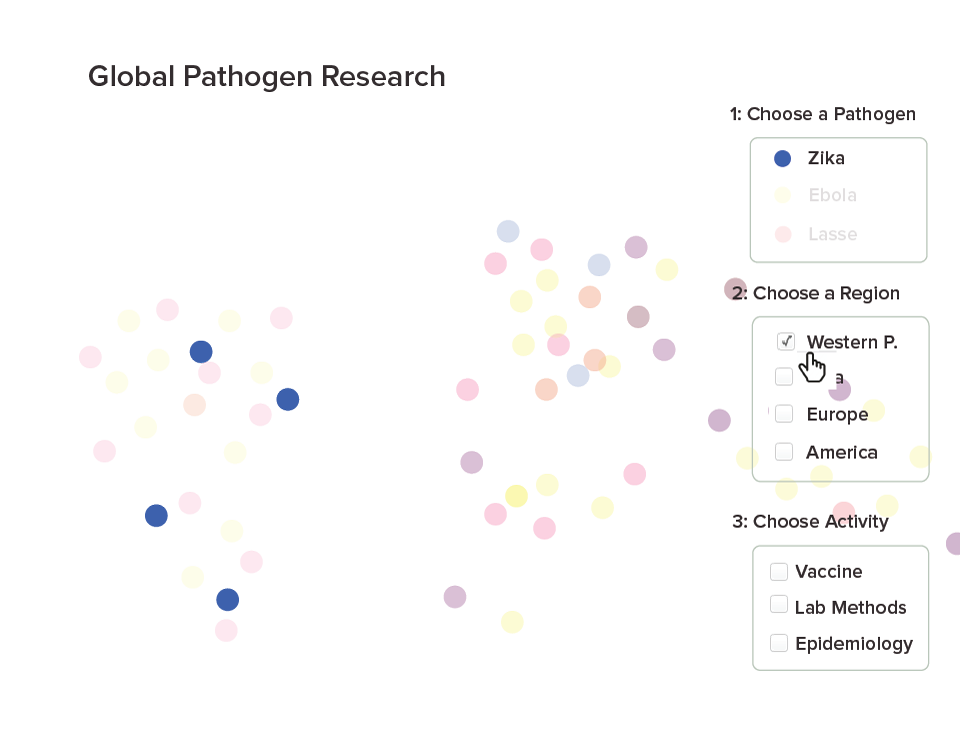 Global Pathogen Research
1: Choose a Pathogen
Zika
Ebola
Lasse
2: Choose a Region
Western P.
Europe
America
3: Choose Activity
Vaccine
Lab Methods
Epidemiology